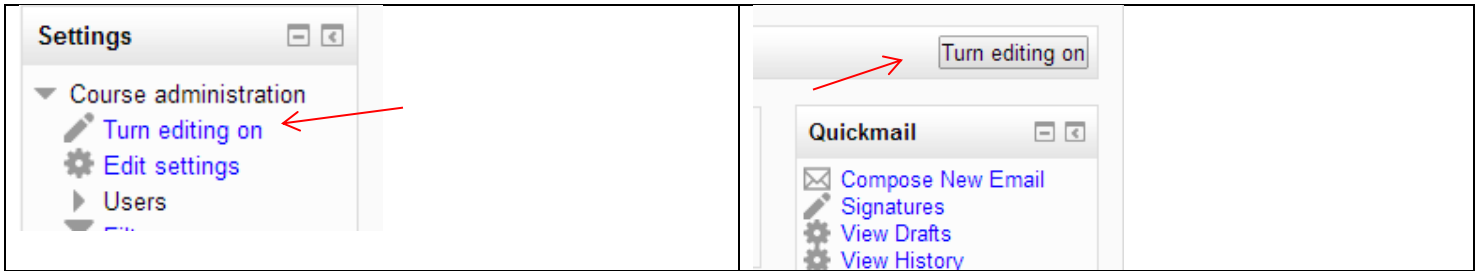 Settings
Course administration
Turn editing on
Edit settings
Users
Turn editing on
Quickmail
Compose New Email
Signatures
View Drafts
View History